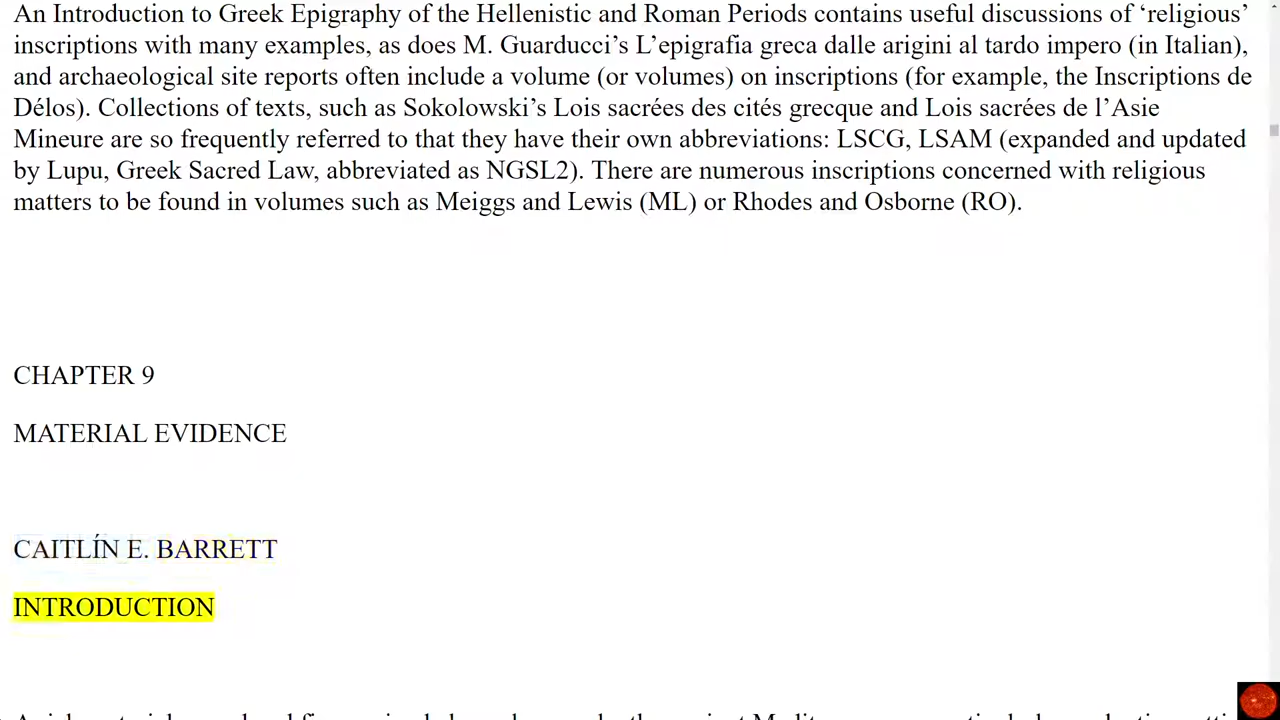 An Introduction to Greek Epigraphy of the Hellenistic and Roman Periods contains useful discussions of ‘religious’
inscriptions with many examples, as does M. Guarducci’s L’epigrafia greca dalle arigini al tardo impero (in Italian),
and archaeological site reports often include a volume (or volumes) on inscriptions (for example, the Inscriptions de
Délos). Collections of texts, such as Sokolowski’s Lois sacrées des cités grecque and Lois sacrées de l’Asie
Mineure are so frequently referred to that they have their own abbreviations: LSCG, LSAM (expanded and updated
by Lupu, Greek Sacred Law, abbreviated as NGSL2). There are numerous inscriptions concerned with religious
matters to be found in volumes such as Meiggs and Lewis (ML) or Rhodes and Osborne (RO).
CHAPTER 9
MATERIAL EVIDENCE
CAITLÍN E. BARRETT
INTRODUCTION